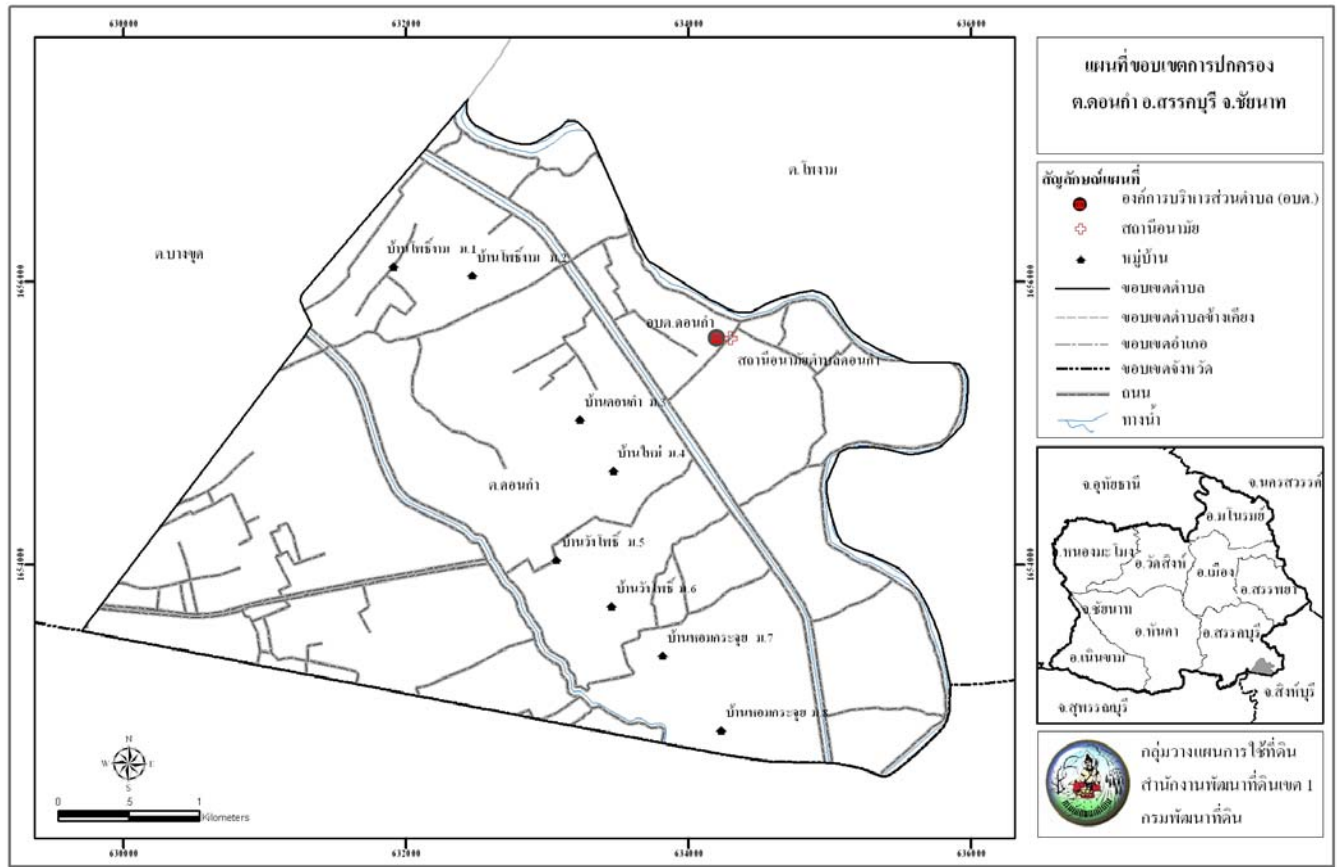 630000
632000
634000
636000
แผนที่ขอบเขตการปกครอง
ต.ดอนกำ อ.สรรคบุรี จ.ชัยนาท
สัญลักษณ์แผนที่
องค์การบริหารส่วนตำบล (อบต.)
สถานีอนามัย
หมู่บ้าน
ขอบเขตตำบล
ขอบเขตตำบลข้างเคียง
ขอบเขตอำเภอ
ขอบเขตจังหวัด
ถนน
ทางน้ำ
ต.โพงาม
ต.บางขุด
บ้านโพธิ์งาม ม.1
บ้านโพธิ์งาม ม.2
1656000
1656000
อบต.ดอนกำ
สถานีอนามัยตำบลดอนกำ
บ้านดอนกำ ม.3
บ้านใหม่ ม.4
ต.ดอนกำ
บ้านวังโพธิ์ ม.5
1654000
1654000
บ้านวังโพธิ์ ม.6
บ้านหอมกระจุย ม.7
บ้านหอมกระจุย ม.8
จ.อุทัยธานี
จ.นครสวรรค์
อ.มโนรมย์
อ.หนองมะโมง
อ.วัดสิงห์
อ.เมือง
อ.สรรพยา
จ.ชัยนาท
อ.หันคา
อ.สรรคบุรี
อ.เนินขาม
จ.สิงห์บุรี
จ.สุพรรณบุรี
N
W
E
S
0 .5 1
Kilometers
กลุ่มวางแผนการใช้ที่ดิน
สำนักงานพัฒนาที่ดินเขต 1
กรมพัฒนาที่ดิน
630000
632000
634000
636000